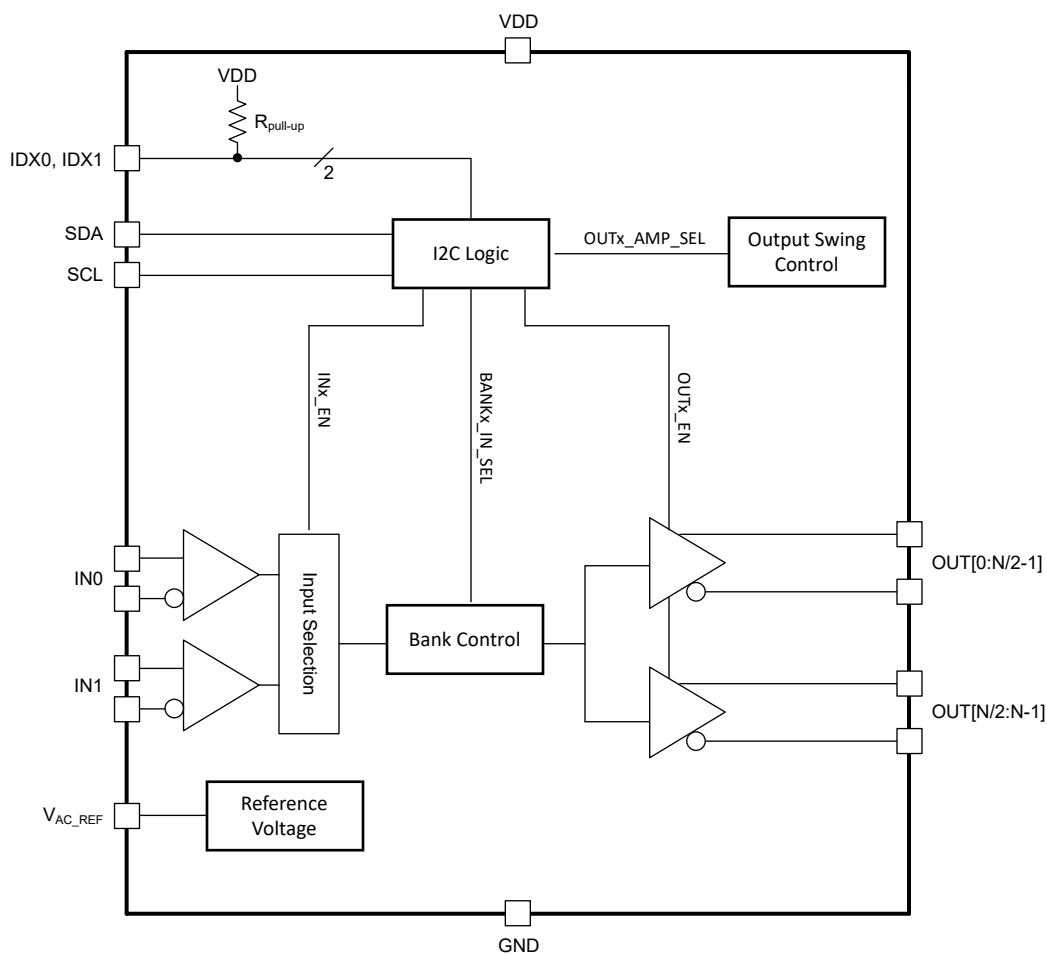 VDD
VDD
Rpull-up
IDX0, IDX1
2
SDA
SCL
I2C Logic
OUTx_AMP_SEL
Output Swing
Control
INx_EN
BANKx_IN_SEL
OUTx_EN
IN0
IN1
Input Selection
Bank Control
OUT[0:N/2-1]
OUT[N/2:N-1]
VAC_REF
Reference
Voltage
GND